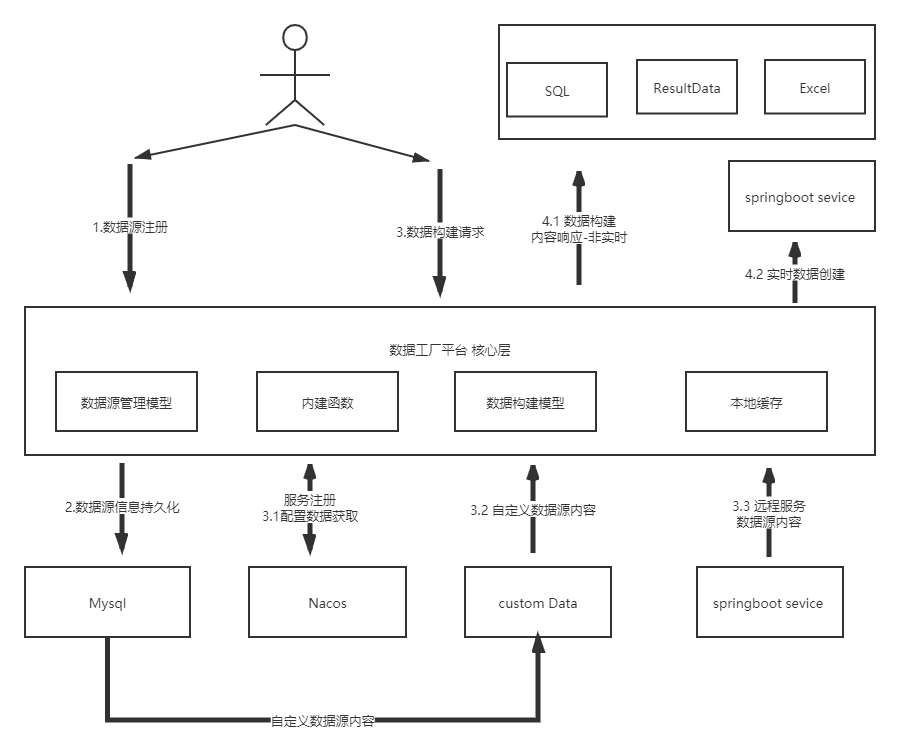 SQL
ResultData
Excel
springboot sevice
1.数据源注册
3.数据构建请求
4.1 数据构建
内容响应-非实时
4.2 实时数据创建
数据工厂平台 核心层
数据源管理模型
内建函数
数据构建模型
本地缓存
2.数据源信息持久化
服务注册
3.1配置数据获取
3.2 自定义数据源内容
3.3 远程服务
数据源内容
Mysql
Nacos
custom Data
springboot sevice
自定义数据源内容